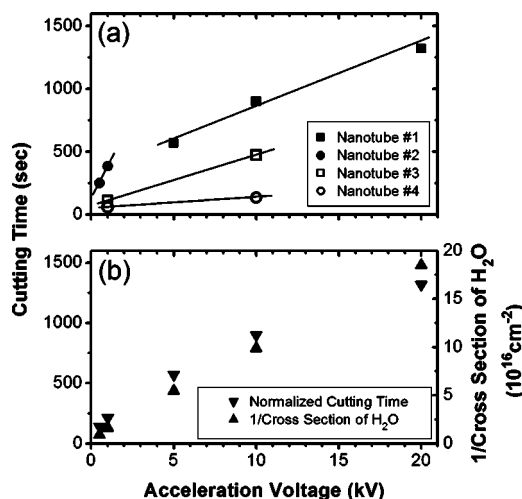 (a)
1500
1000
500
0
Nanotube #1
Nanotube #2
Nanotube #3
Nanotube #4
Cutting Time (sec)
(b)
1500
1000
500
0
20
15
10
5
0
Normalized Cutting Time
1/Cross Section of H₂O
1/Cross Section of H₂O
(10¹⁶cm⁻²)
0 5 10 15 20
Acceleration Voltage (kV)